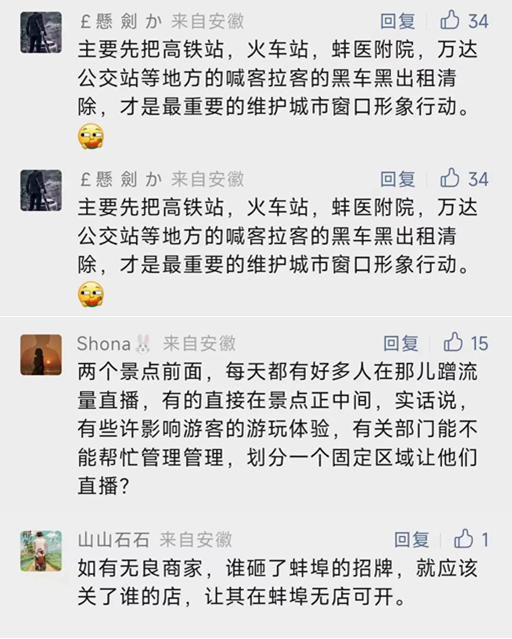 £懸 劍 か 来自安徽 回复 34
主要先把高铁站，火车站，蚌医附院，万达
公交站等地方的喊客拉客的黑车黑出租清
除，才是最重要的维护城市窗口形象行动。
£懸 劍 か 来自安徽 回复 34
主要先把高铁站，火车站，蚌医附院，万达
公交站等地方的喊客拉客的黑车黑出租清
除，才是最重要的维护城市窗口形象行动。
Shona🐰 来自安徽 回复 15
两个景点前面，每天都有好多人在那儿蹭流
量直播，有的直接在景点正中间，实话说，
有些许影响游客的游玩体验，有关部门能不
能帮忙管理管理，划分一个固定区域让他们
直播？
山山石石 来自安徽 回复 1
如有无良商家，谁砸了蚌埠的招牌，就应该
关了谁的店，让其在蚌埠无店可开。